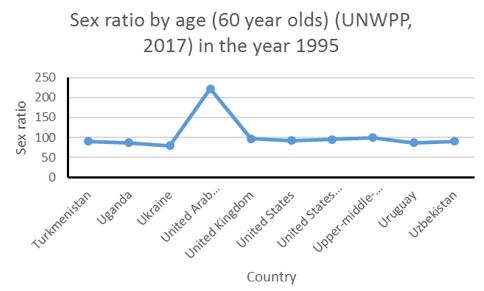 Sex ratio by age (60 year olds) (UNWPP,
2017) in the year 1995
Sex ratio
250
200
150
100
50
0
Turkmenistan
Uganda
Ukraine
United Arab...
United Kingdom
United States
United States...
Upper-middle-...
Uruguay
Uzbekistan
Country